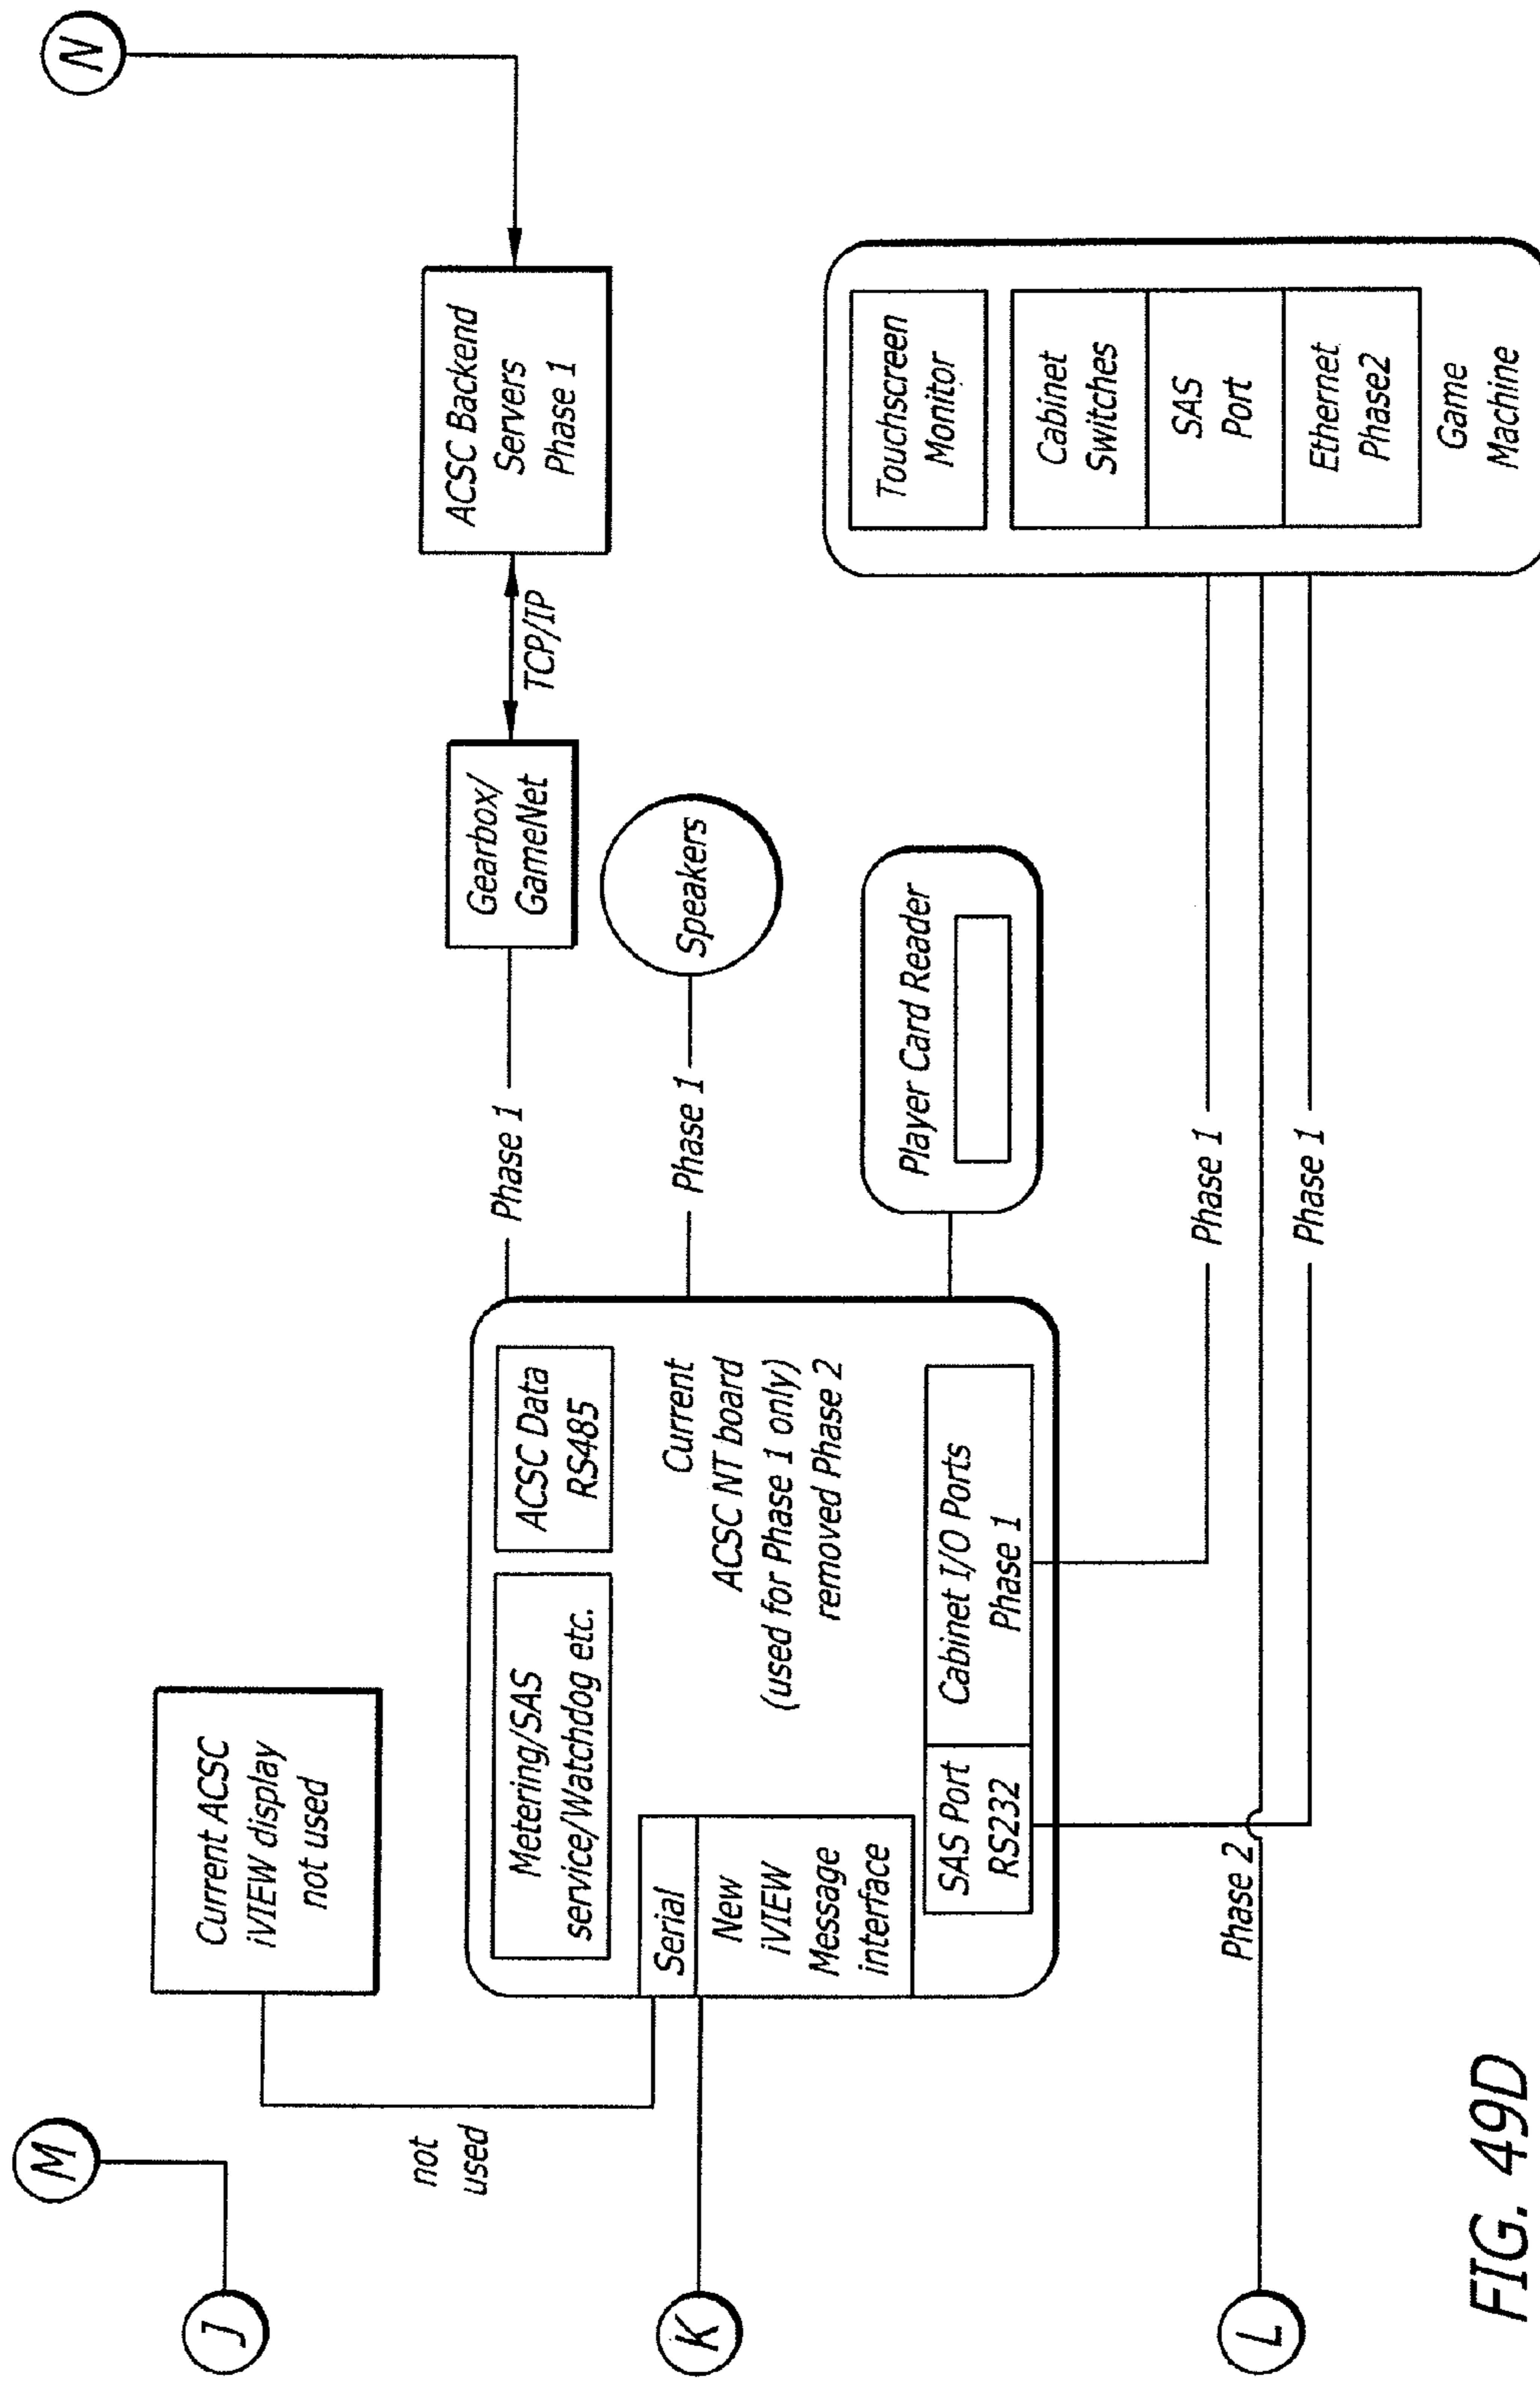 M
N
J
Current ACSC
iVIEW display
not used
not
used
K
Metering/SAS
service/Watchdog etc.
ACSC Data
RS485
Serial
New
iVIEW
Message
interface
Current
ACSC NT board
(used for Phase 1 only)
removed Phase 2
SAS Port
RS232
Cabinet I/O Ports
Phase 1
Phase 1
Gearbox/
GameNet
TCP/IP
ACSC Backend
Servers
Phase 1
Phase 1
Speakers
Player Card Reader
Phase 1
Phase 2
Phase 1
L
Touchscreen
Monitor
Cabinet
Switches
SAS
Port
Ethernet
Phase2
Game
Machine
FIG. 49D